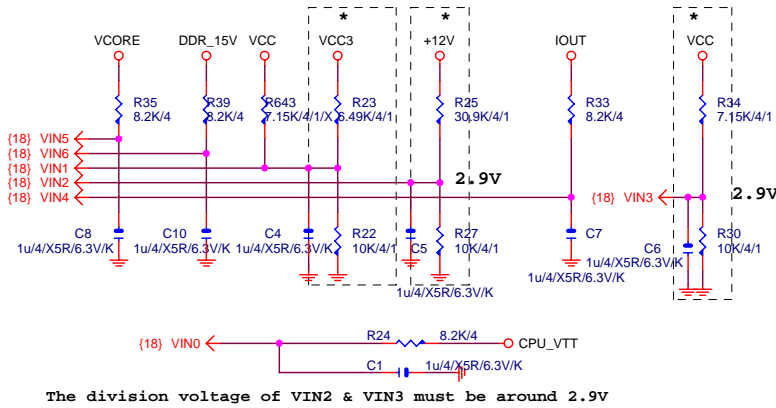 * * *
VCORE DDR_15V VCC VCC3 +12V IOUT VCC
R35 R39 R643 R23 R25 R33 R34
8.2K/4 8.2K/4 7.15K/4/1/X 6.49K/4/1 30.9K/4/1 8.2K/4 7.15K/4/1
{18} VIN5
{18} VIN6
{18} VIN1
{18} VIN2 2.9V
{18} VIN4 {18} VIN3 2.9V
C8 C10 C4 R22 C5 R27 C7 C6 R30
1u/4/X5R/6.3V/K 1u/4/X5R/6.3V/K 1u/4/X5R/6.3V/K 10K/4/1 10K/4/1 1u/4/X5R/6.3V/K 10K/4/1
1u/4/X5R/6.3V/K 1u/4/X5R/6.3V/K
R24 8.2K/4
{18} VIN0 CPU_VTT
C1 1u/4/X5R/6.3V/K
The division voltage of VIN2 & VIN3 must be around 2.9V